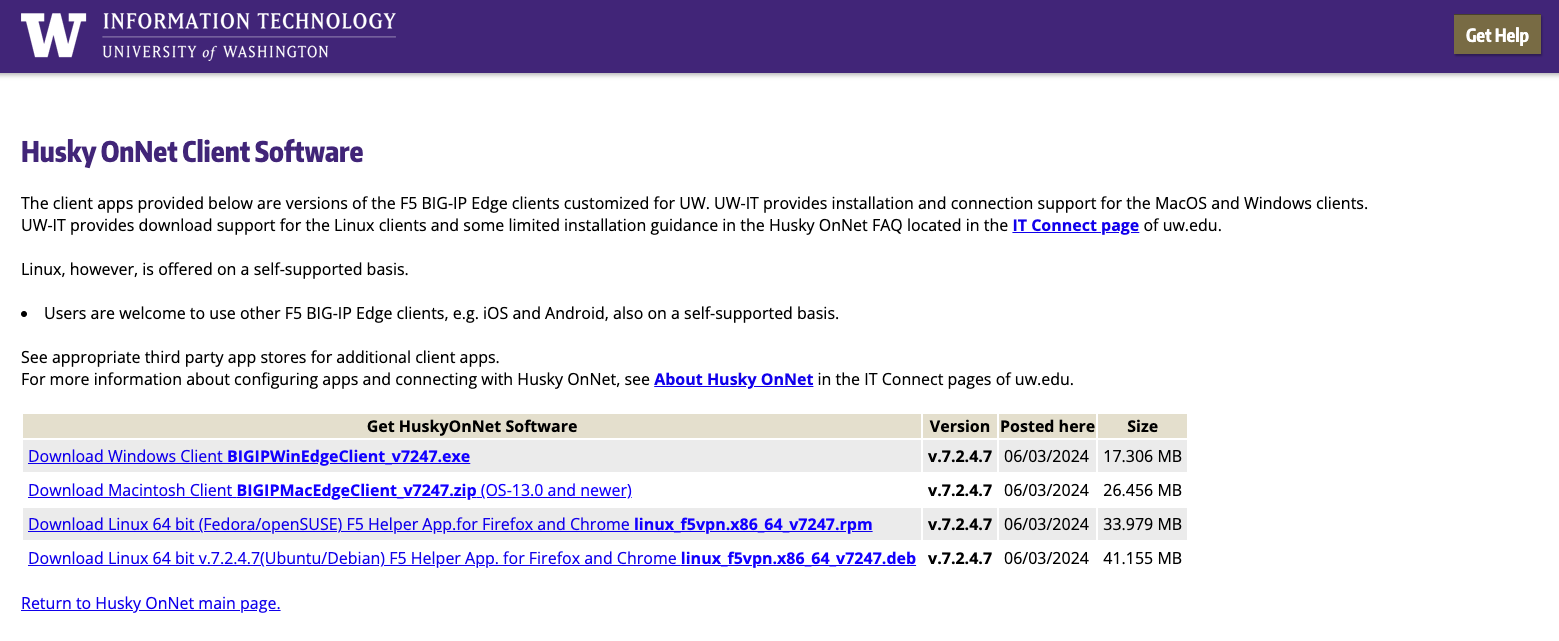 W
INFORMATION TECHNOLOGY
UNIVERSITY of WASHINGTON
Get Help
Husky OnNet Client Software
The client apps provided below are versions of the F5 BIG-IP Edge clients customized for UW. UW-IT provides installation and connection support for the MacOS and Windows clients.
UW-IT provides download support for the Linux clients and some limited installation guidance in the Husky OnNet FAQ located in the IT Connect page of uw.edu.
Linux, however, is offered on a self-supported basis.
• Users are welcome to use other F5 BIG-IP Edge clients, e.g. iOS and Android, also on a self-supported basis.
See appropriate third party app stores for additional client apps.
For more information about configuring apps and connecting with Husky OnNet, see About Husky OnNet in the IT Connect pages of uw.edu.
Get HuskyOnNet Software Version Posted here Size
Download Windows Client BIGIPWinEdgeClient_v7247.exe v.7.2.4.7 06/03/2024 17.306 MB
Download Macintosh Client BIGIPMacEdgeClient_v7247.zip (OS-13.0 and newer) v.7.2.4.7 06/03/2024 26.456 MB
Download Linux 64 bit (Fedora/openSUSE) F5 Helper App.for Firefox and Chrome linux_f5vpn.x86_64_v7247.rpm v.7.2.4.7 06/03/2024 33.979 MB
Download Linux 64 bit v.7.2.4.7(Ubuntu/Debian) F5 Helper App. for Firefox and Chrome linux_f5vpn.x86_64_v7247.deb v.7.2.4.7 06/03/2024 41.155 MB
Return to Husky OnNet main page.